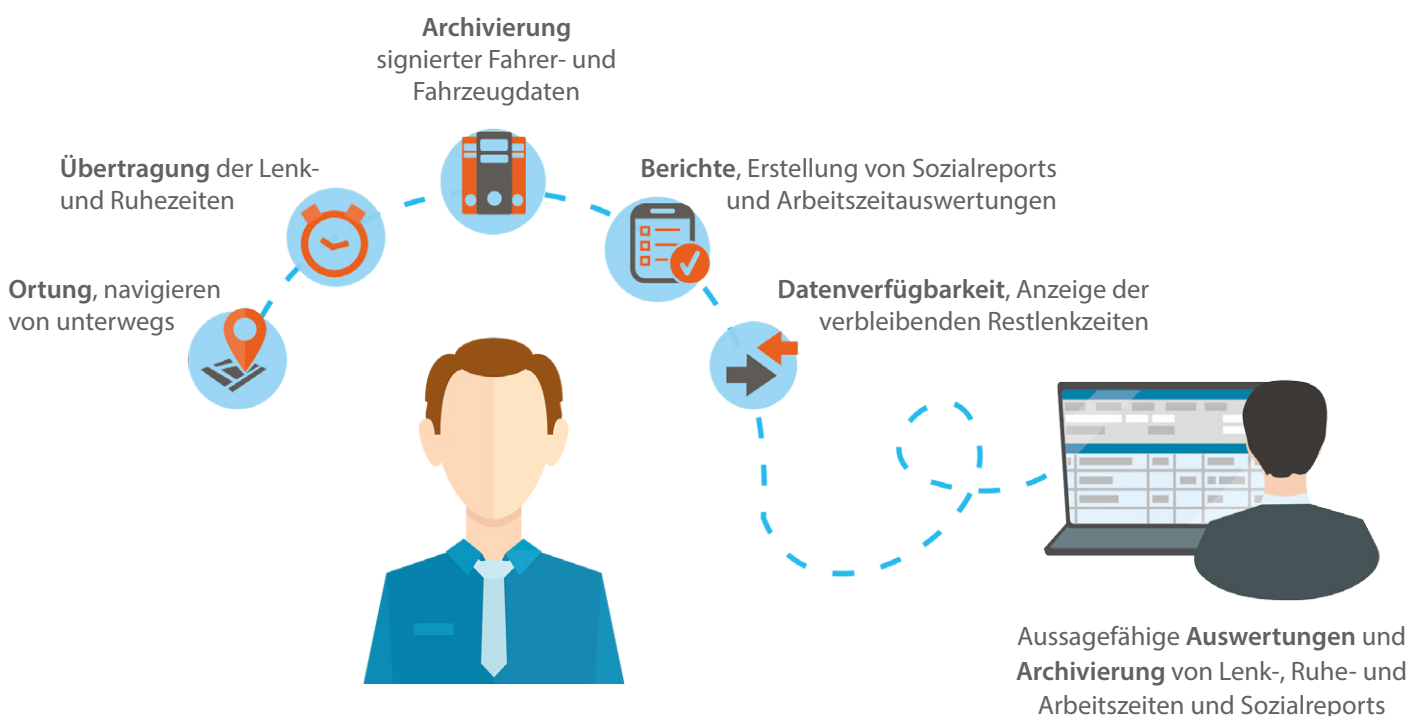 Archivierung
signierter Fahrer- und
Fahrzeugdaten
Übertragung der Lenk-
und Ruhezeiten
Berichte, Erstellung von Sozialreports
und Arbeitszeitauswertungen
Ortung, navigieren
von unterwegs
Datenverfügbarkeit, Anzeige der
verbleibenden Restlenkzeiten
Aussagefähige Auswertungen und
Archivierung von Lenk-, Ruhe- und
Arbeitszeiten und Sozialreports